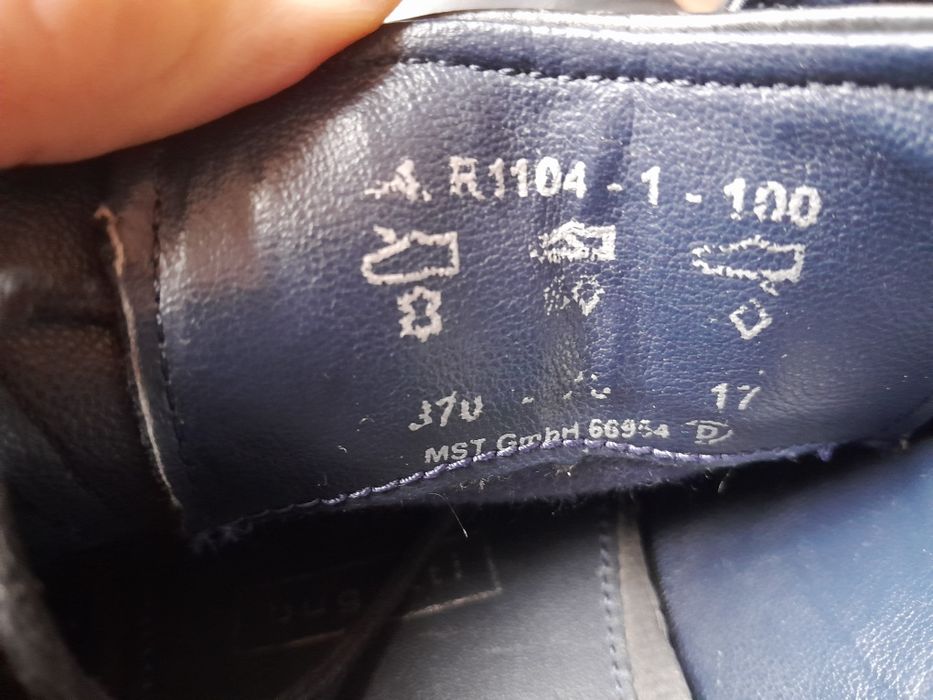 A. R1104 - 1 - 100
370 - 17
MST GmbH 66954 D